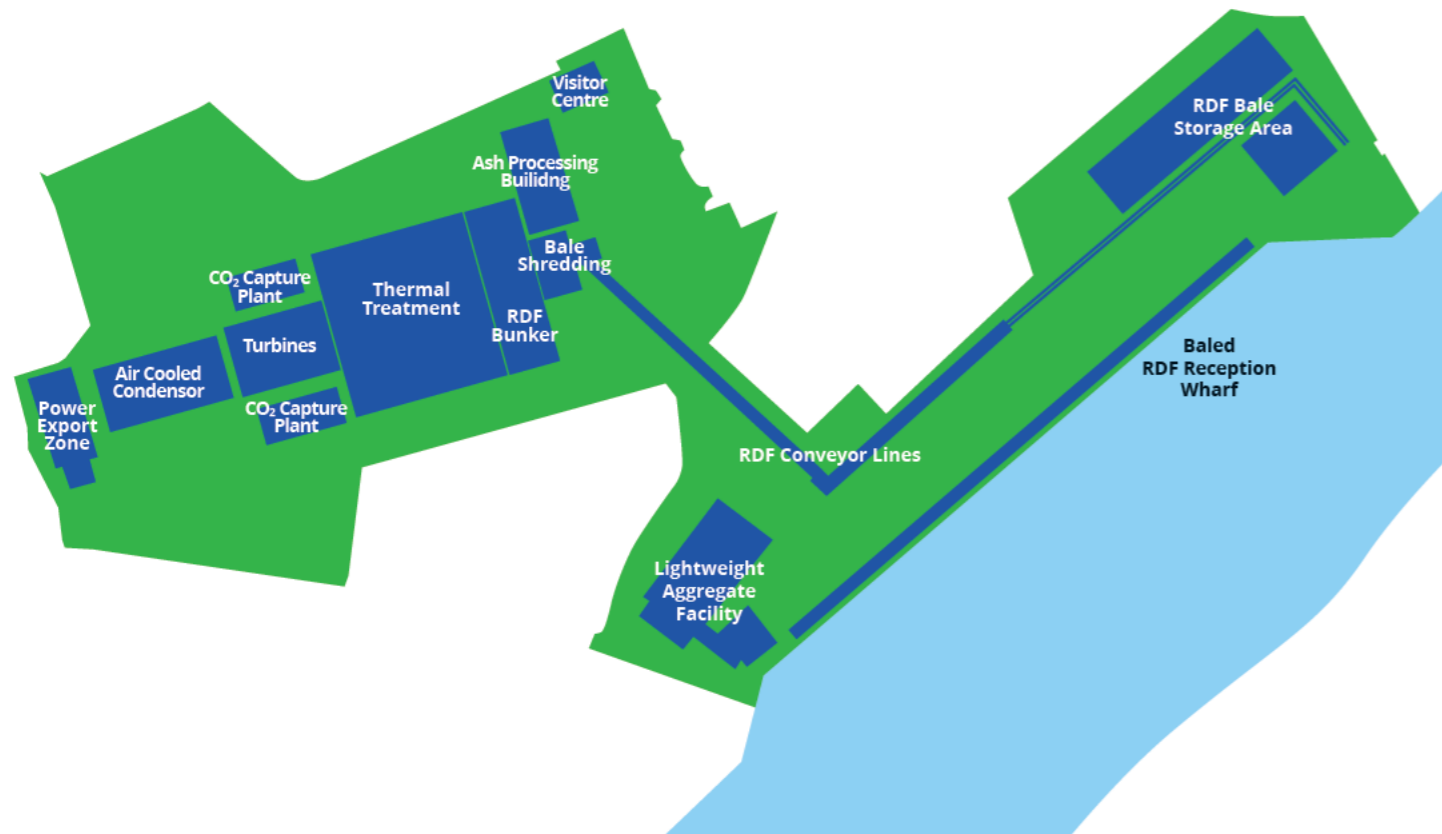 Visitor
Centre
RDF Bale
Storage Area
Ash Processing
Builidng
Bale
Shredding
CO₂ Capture
Plant
Thermal
Treatment
RDF
Bunker
Turbines
Air Cooled
Condensor
CO₂ Capture
Plant
Power
Export
Zone
Baled
RDF Reception
Wharf
RDF Conveyor Lines
Lightweight
Aggregate
Facility